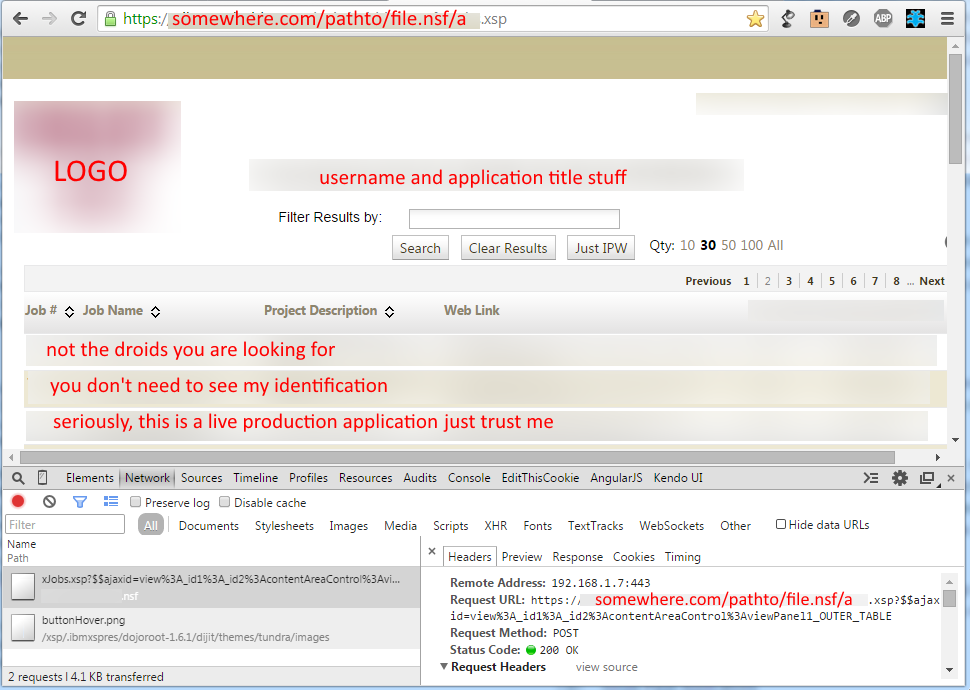 https:// somewhere.com/pathto/file.nsf/a .xsp
ABP
LOGO
username and application title stuff
Filter Results by:
Search Clear Results Just IPW Qty: 10 30 50 100 All
Previous 1 2 3 4 5 6 7 8 ... Next
Job # Job Name Project Description Web Link
not the droids you are looking for
you don't need to see my identification
seriously, this is a live production application just trust me
Elements Network Sources Timeline Profiles Resources Audits Console EditThisCookie AngularJS Kendo UI
Preserve log Disable cache
Filter All Documents Stylesheets Images Media Scripts XHR Fonts TextTracks WebSockets Other Hide data URLs
Name
Path
xJobs.xsp?$$ajaxid=view%3A_id1%3A_id2%3AcontentAreaControl%3Avi...
.nsf
buttonHover.png
/xsp/.ibmxspres/dojoroot-1.6.1/dijit/themes/tundra/images
2 requests | 4.1 KB transferred
× Headers Preview Response Cookies Timing
Remote Address: 192.168.1.7:443
Request URL: https:// somewhere.com/pathto/file.nsf/a .xsp?$$ajax
id=view%3A_id1%3A_id2%3AcontentAreaControl%3AviewPanel1_OUTER_TABLE
Request Method: POST
Status Code: 200 OK
Request Headers view source